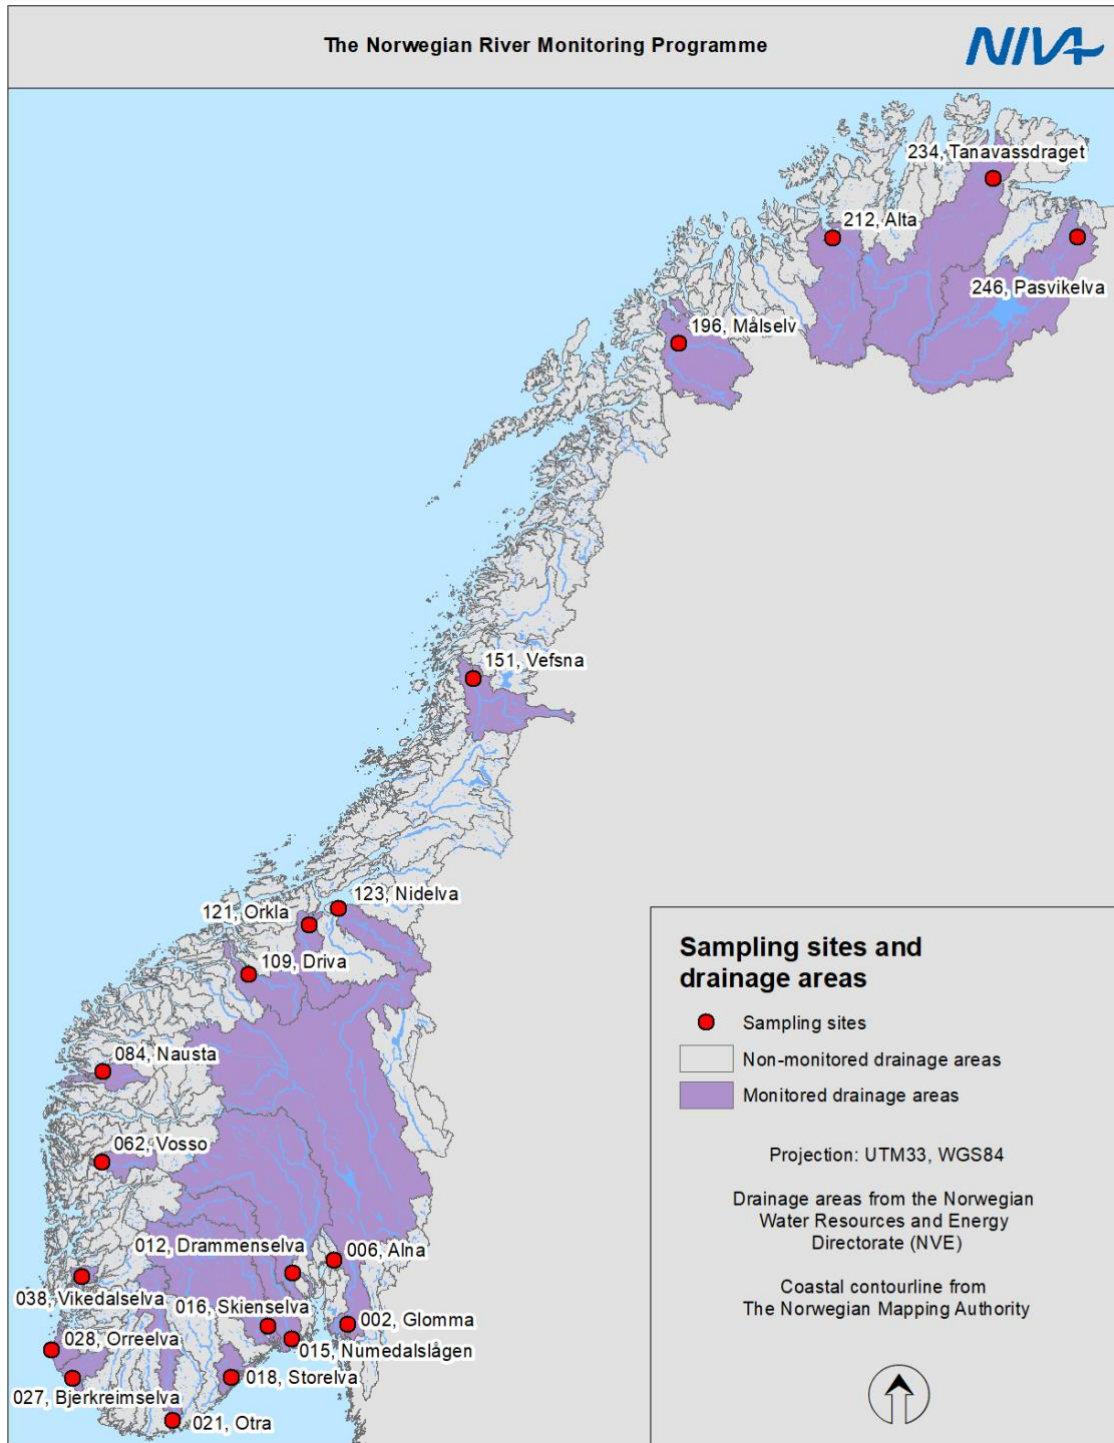 The Norwegian River Monitoring Programme
NIVA
234, Tanavassdraget
212, Alta
246, Pasvikelva
196, Målselv
151, Vefsna
123, Nidelva
121, Orkla
109, Driva
084, Nausta
062, Vosso
012, Drammenselva
006, Alna
038, Vikedalselva
016, Skienselva
002, Glomma
028, Orreelva
015, Numedalslågen
018, Storelva
027, Bjerkreimselva
021, Otra
Sampling sites and
drainage areas
Sampling sites
Non-monitored drainage areas
Monitored drainage areas
Projection: UTM33, WGS84
Drainage areas from the Norwegian
Water Resources and Energy
Directorate (NVE)
Coastal contourline from
The Norwegian Mapping Authority